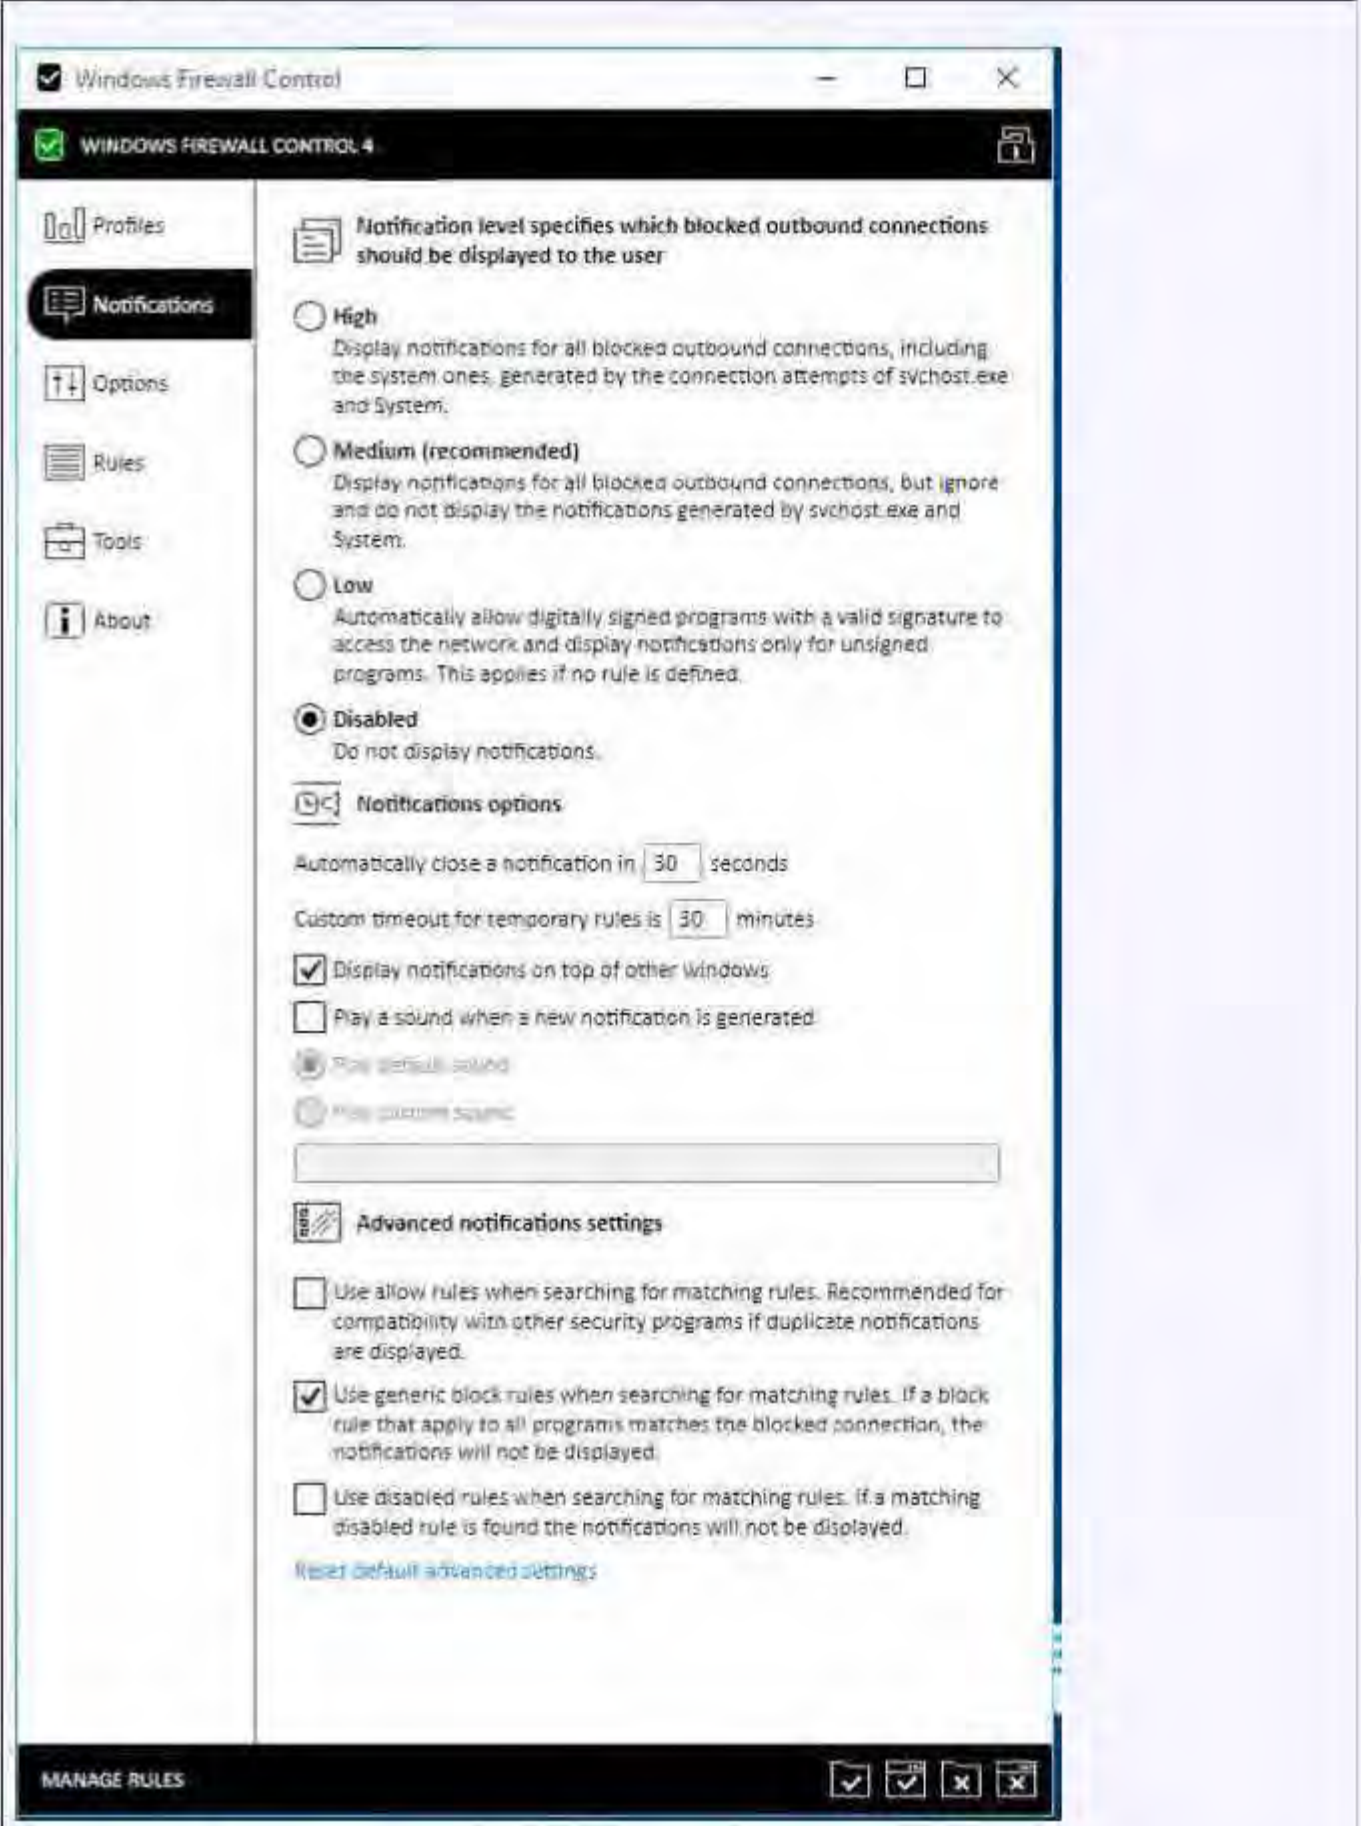 Windows Firewall Control
WINDOWS FIREWALL CONTROL 4
Profiles
Notifications
Options
Rules
Tools
About
Notification level specifies which blocked outbound connections
should be displayed to the user
High
Display notifications for all blocked outbound connections, including
the system ones, generated by the connection attempts of svchost.exe
and System.
Medium (recommended)
Display notifications for all blocked outbound connections, but ignore
and do not display the notifications generated by svchost.exe and
System.
Low
Automatically allow digitally signed programs with a valid signature to
access the network and display notifications only for unsigned
programs. This applies if no rule is defined.
Disabled
Do not display notifications.
Notifications options
Automatically close a notification in 30 seconds
Custom timeout for temporary rules is 30 minutes
Display notifications on top of other windows
Play a sound when a new notification is generated
Play default sound
Play custom sound
Advanced notifications settings
Use allow rules when searching for matching rules. Recommended for
compatibility with other security programs if duplicate notifications
are displayed.
Use generic block rules when searching for matching rules. If a block
rule that apply to all programs matches the blocked connection, the
notifications will not be displayed.
Use disabled rules when searching for matching rules. If a matching
disabled rule is found the notifications will not be displayed.
Reset default advanced settings
MANAGE RULES